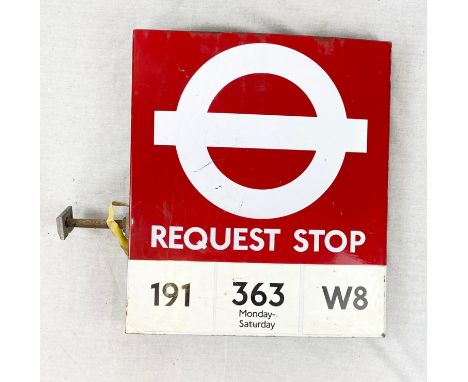 REQUEST STOP
191 363 W8
Monday-
Saturday